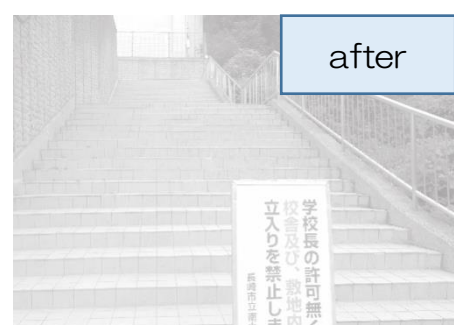 after
学校長の許可無く
校舎及び、敷地内
立入りを禁止しま
長崎市立